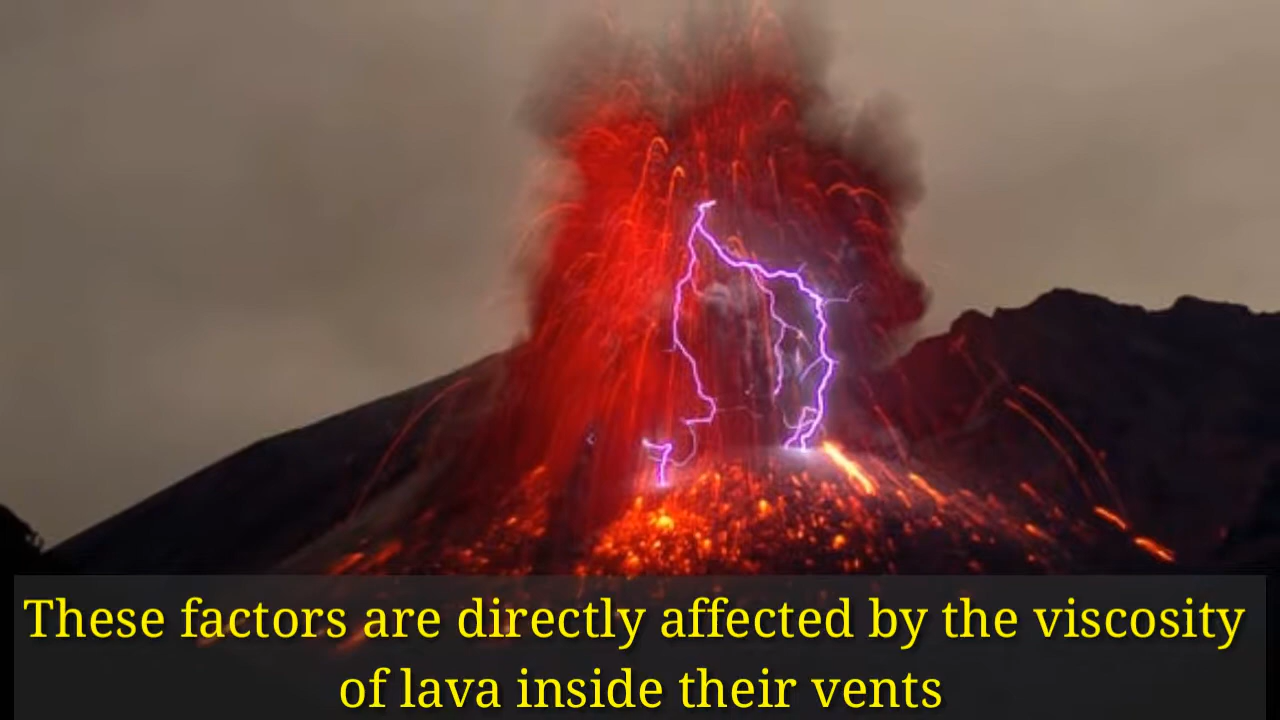 These factors are directly affected by the viscosity
of lava inside their vents